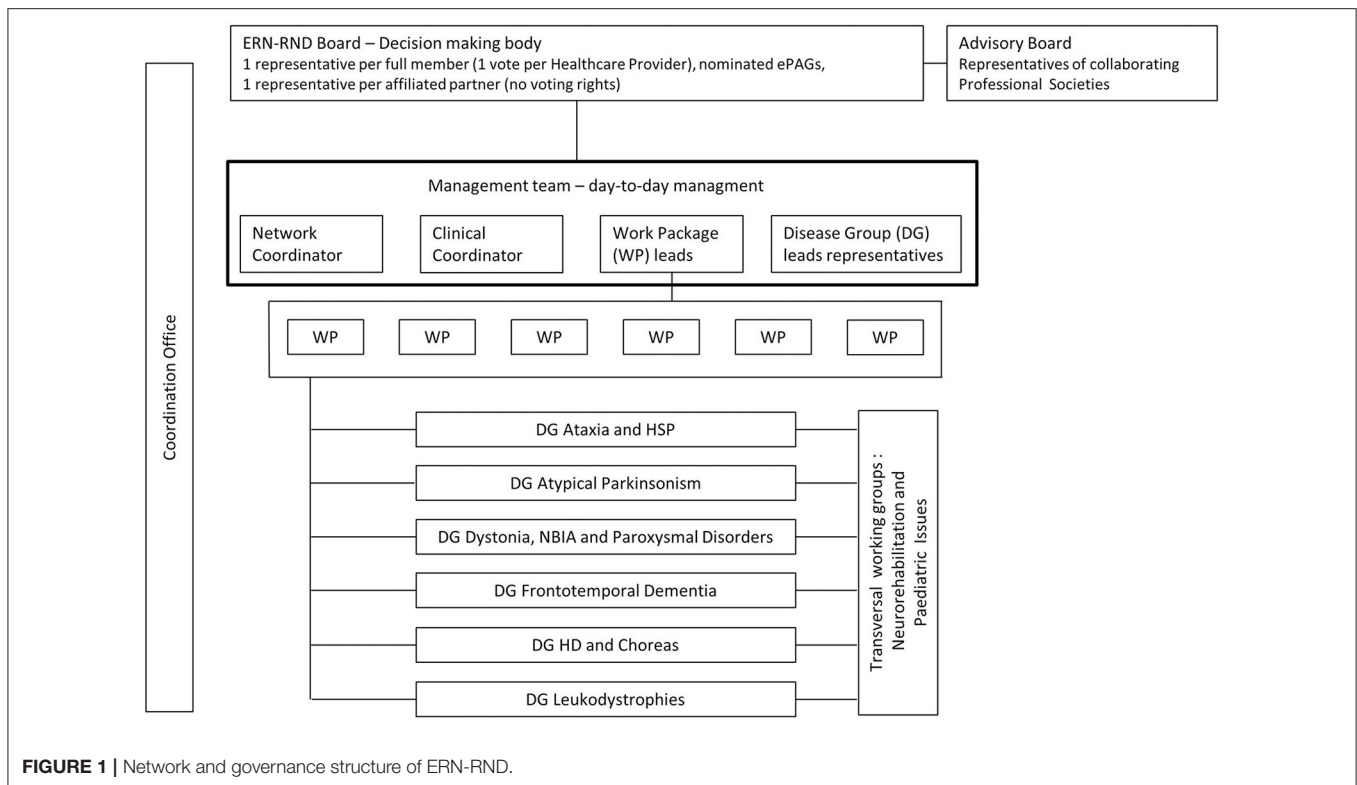 ERN-RND Board – Decision making body
1 representative per full member (1 vote per Healthcare Provider), nominated ePAGs,
1 representative per affiliated partner (no voting rights)
Advisory Board
Representatives of collaborating
Professional Societies
Coordination Office
Management team – day-to-day managment
Network
Coordinator
Clinical
Coordinator
Work Package
(WP) leads
Disease Group (DG)
leads representatives
WP
WP
WP
WP
WP
WP
DG Ataxia and HSP
DG Atypical Parkinsonism
DG Dystonia, NBIA and Paroxysmal Disorders
DG Frontotemporal Dementia
DG HD and Choreas
DG Leukodystrophies
Transversal working groups :
Neurorehabilitation and
Paediatric Issues
FIGURE 1 | Network and governance structure of ERN-RND.